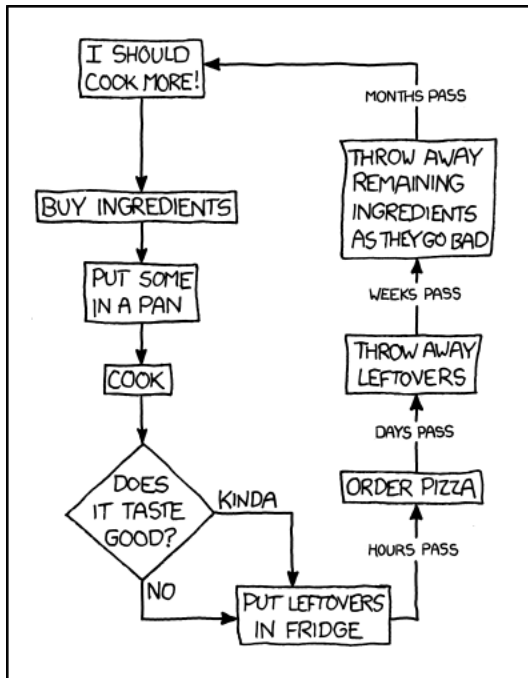 I SHOULD
COOK MORE!
BUY INGREDIENTS
PUT SOME
IN A PAN
COOK
DOES
IT TASTE
GOOD?
KINDA
NO
PUT LEFTOVERS
IN FRIDGE
HOURS PASS
ORDER PIZZA
DAYS PASS
THROW AWAY
LEFTOVERS
WEEKS PASS
THROW AWAY
REMAINING
INGREDIENTS
AS THEY GO BAD
MONTHS PASS